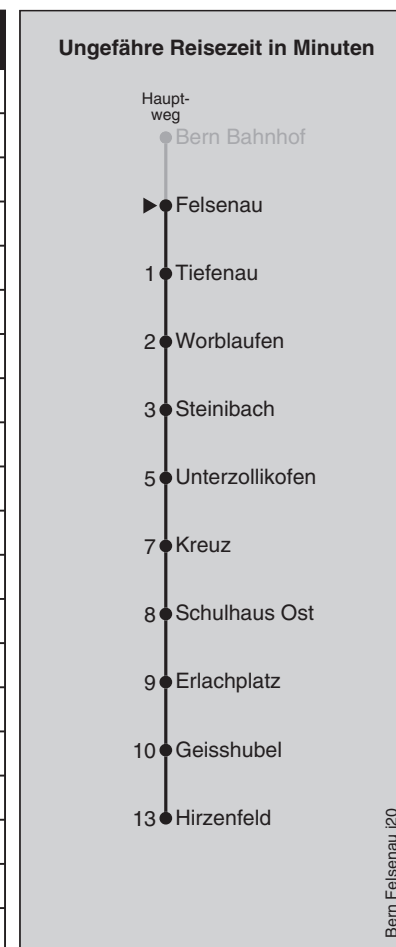 Ungefähre Reisezeit in Minuten
Haupt-
weg
Bern Bahnhof
Felsenau
1 Tiefenau
2 Worblaufen
3 Steinibach
5 Unterzollikofen
7 Kreuz
8 Schulhaus Ost
9 Erlachplatz
10 Geisshubel
13 Hirzenfeld
Bern Felsenau j20